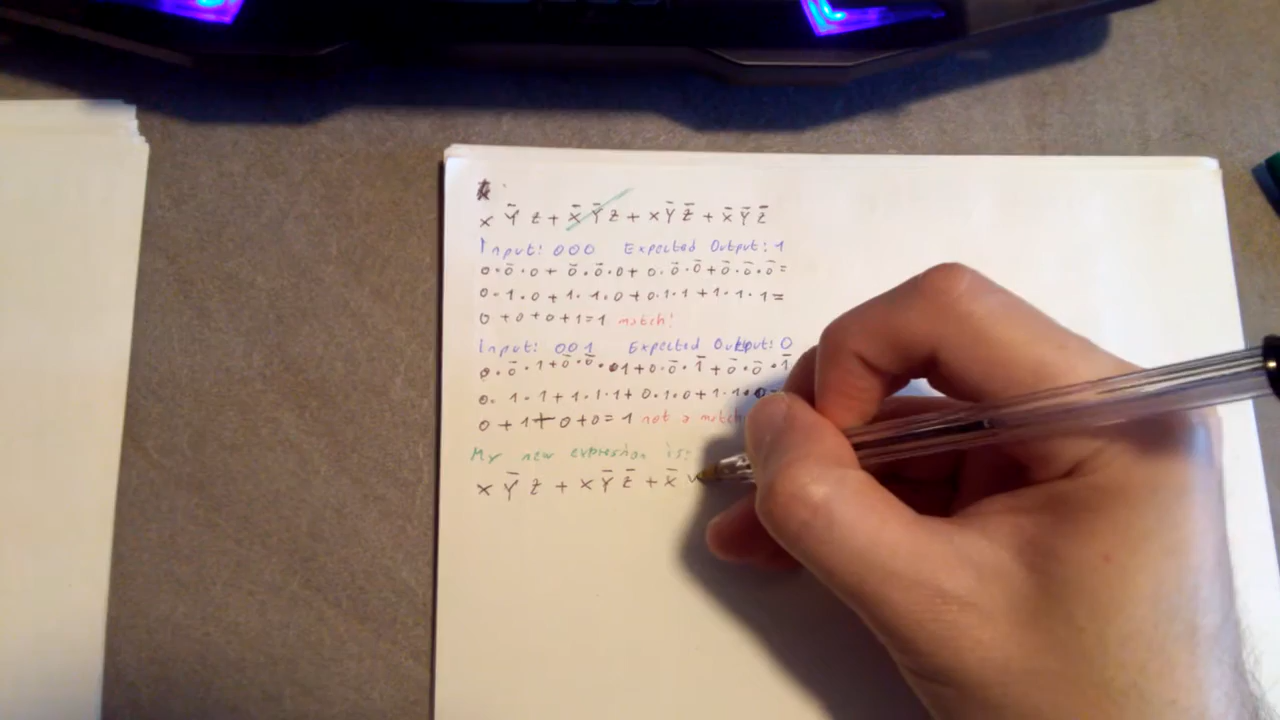 x Ȳ z + x̄ Ȳ z + x Ȳ z̄ + x̄ Ȳ z̄
Input: 000 Expected Output: 1
0·0̄·0 + 0̄·0̄·0 + 0·0̄·0̄ + 0̄·0̄·0̄ =
0·1·0 + 1·1·0 + 0·1·1 + 1·1·1 =
0 + 0 + 0 + 1 = 1 match!
Input: 001 Expected Output: 0
0·0̄·1 + 0̄·0̄·1 + 0·0̄·1̄ + 0̄·0̄·1̄
0·1·1 + 1·1·1 + 0·1·0 + 1·1·0
0 + 1 + 0 + 0 = 1 not a match
My new expression is:
x Ȳ z + x Ȳ z̄ + x̄